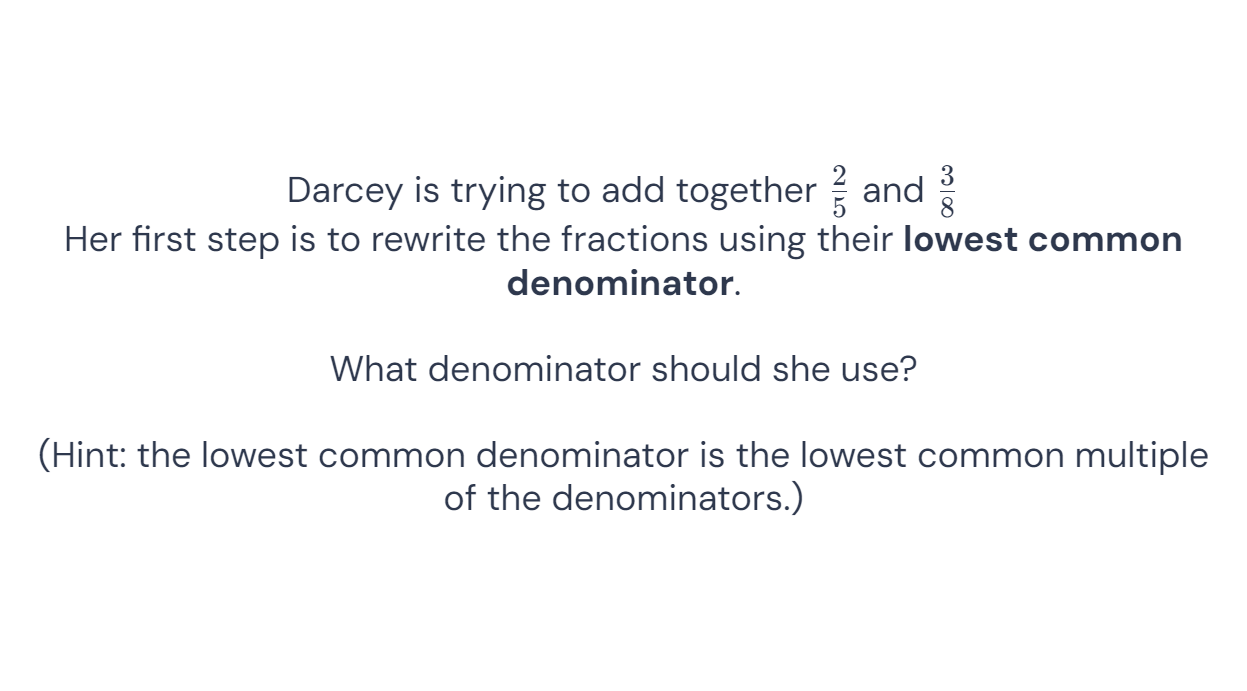 Darcey is trying to add together 2/5 and 3/8
Her first step is to rewrite the fractions using their lowest common
denominator.
What denominator should she use?
(Hint: the lowest common denominator is the lowest common multiple
of the denominators.)